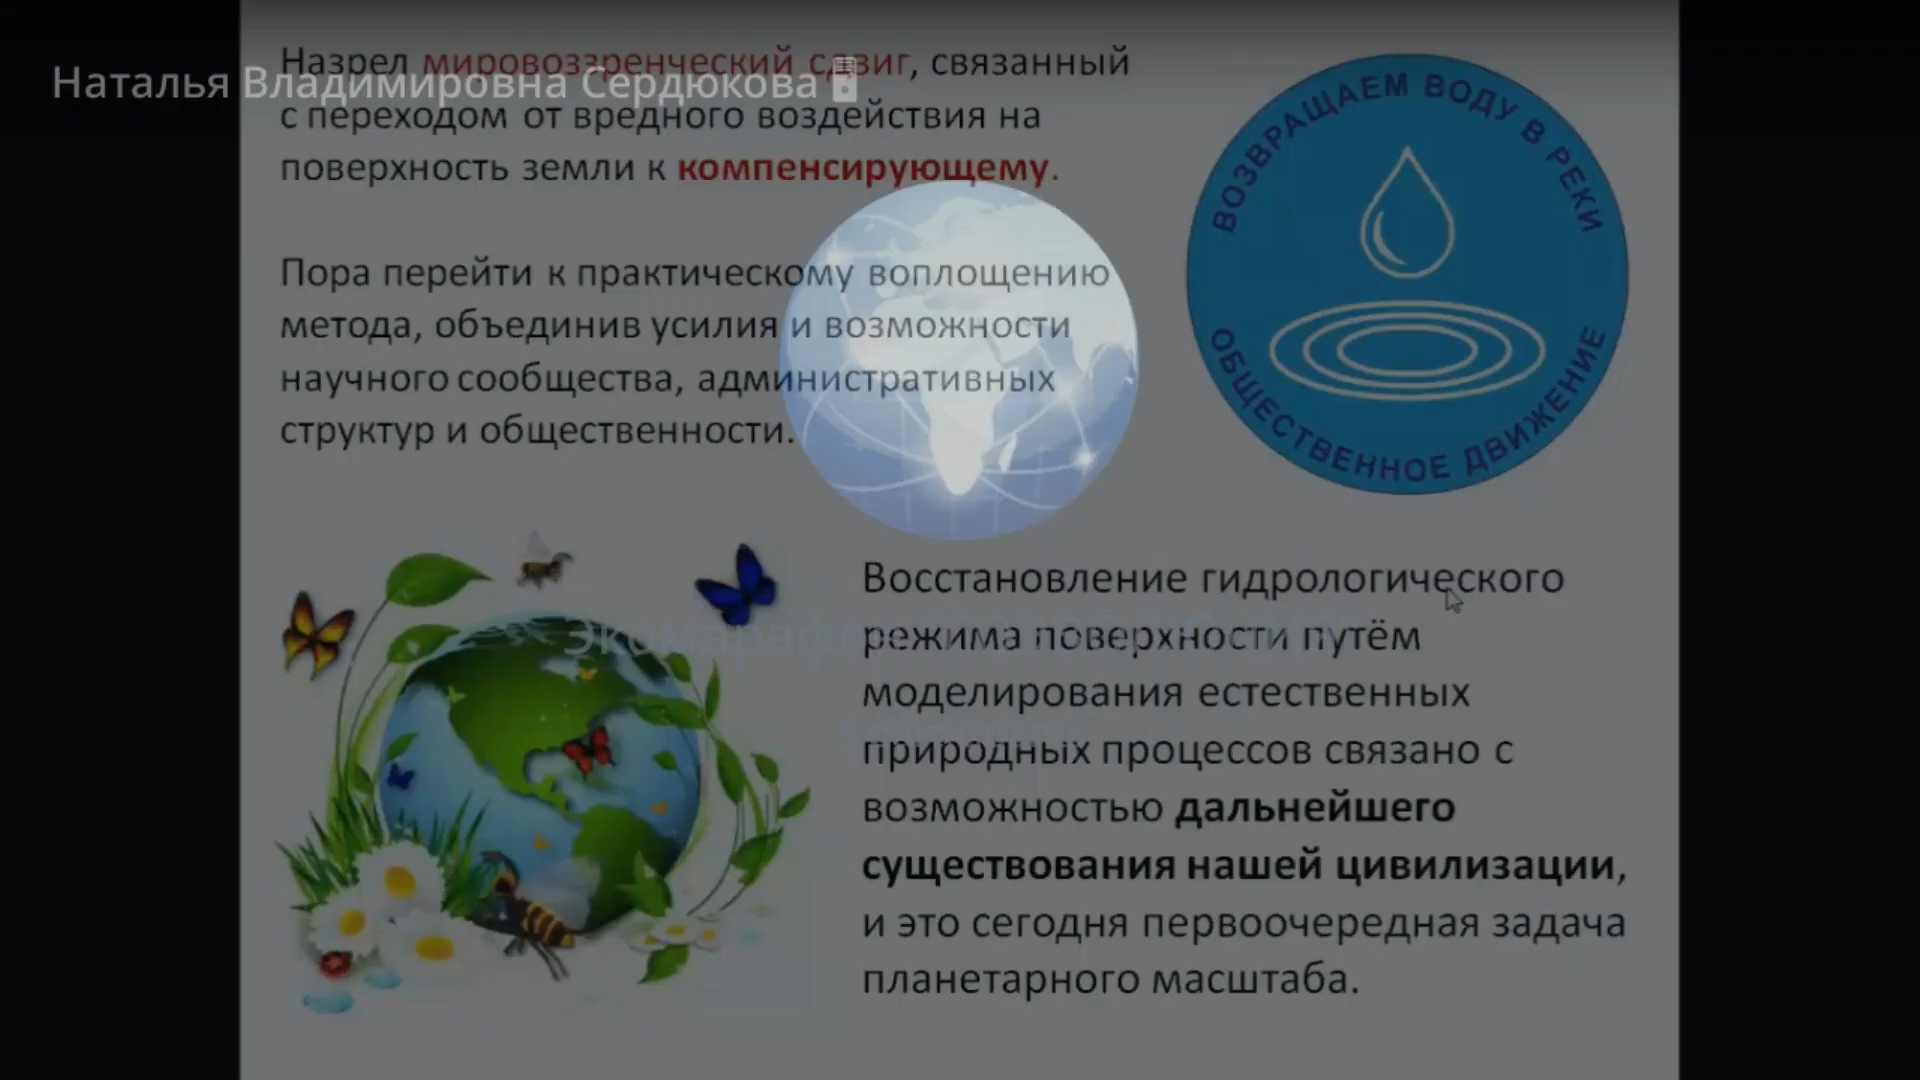 Наталья Владимировна Сердюкова
Назрел мировоззренческий сдвиг, связанный
с переходом от вредного воздействия на
поверхность земли к компенсирующему.
Пора перейти к практическому воплощению
метода, объединив усилия и возможности
научного сообщества, административных
структур и общественности.
ВОЗВРАЩАЕМ ВОДУ В РЕКИ
ОБЩЕСТВЕННОЕ ДВИЖЕНИЕ
Восстановление гидрологического
режима поверхности путём
моделирования естественных
природных процессов связано с
возможностью дальнейшего
существования нашей цивилизации,
и это сегодня первоочередная задача
планетарного масштаба.